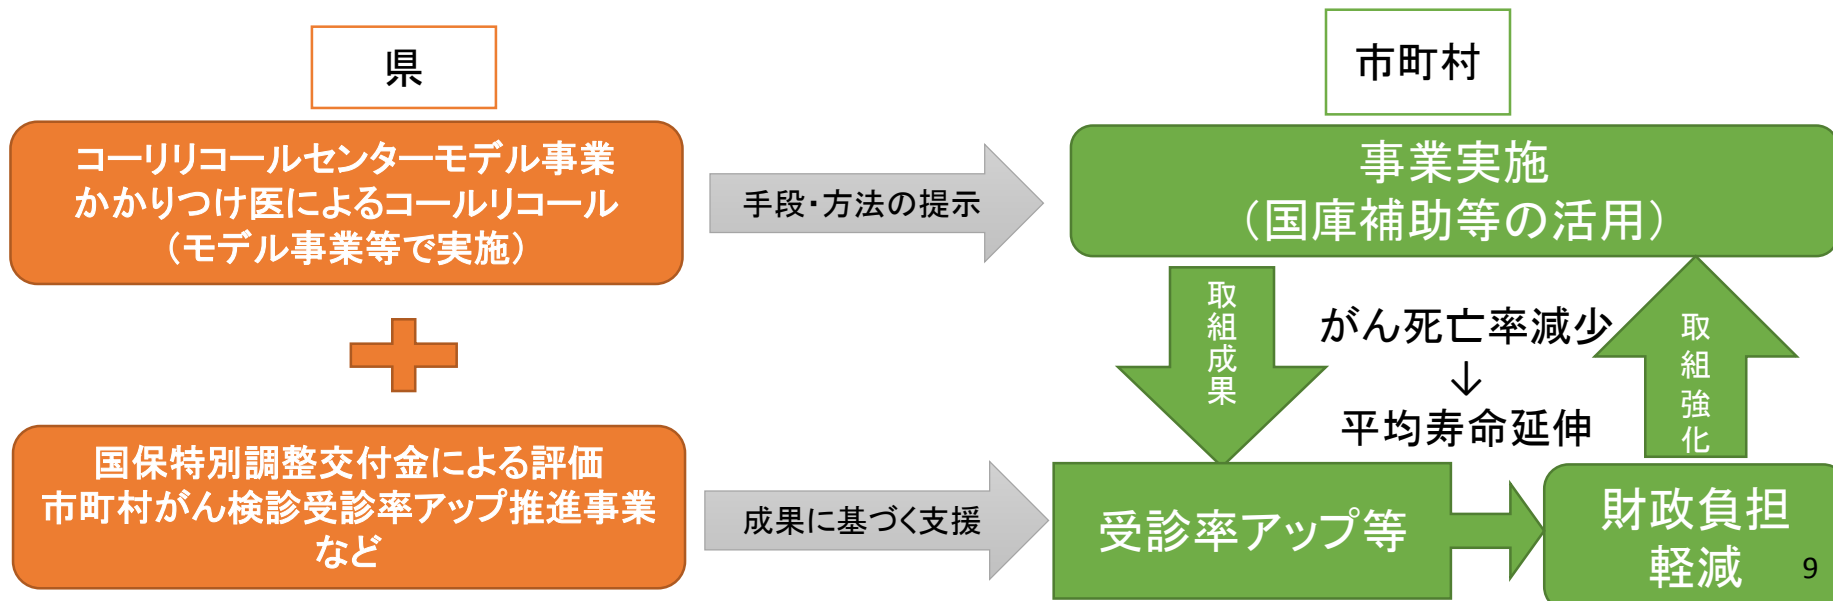 県
コーリリコールセンターモデル事業
かかりつけ医によるコールリコール
（モデル事業等で実施）
国保特別調整交付金による評価
市町村がん検診受診率アップ推進事業
など
手段・方法の提示
成果に基づく支援
市町村
事業実施
（国庫補助等の活用）
取組成果
がん死亡率減少
↓
平均寿命延伸
取組強化
受診率アップ等
財政負担
軽減
9